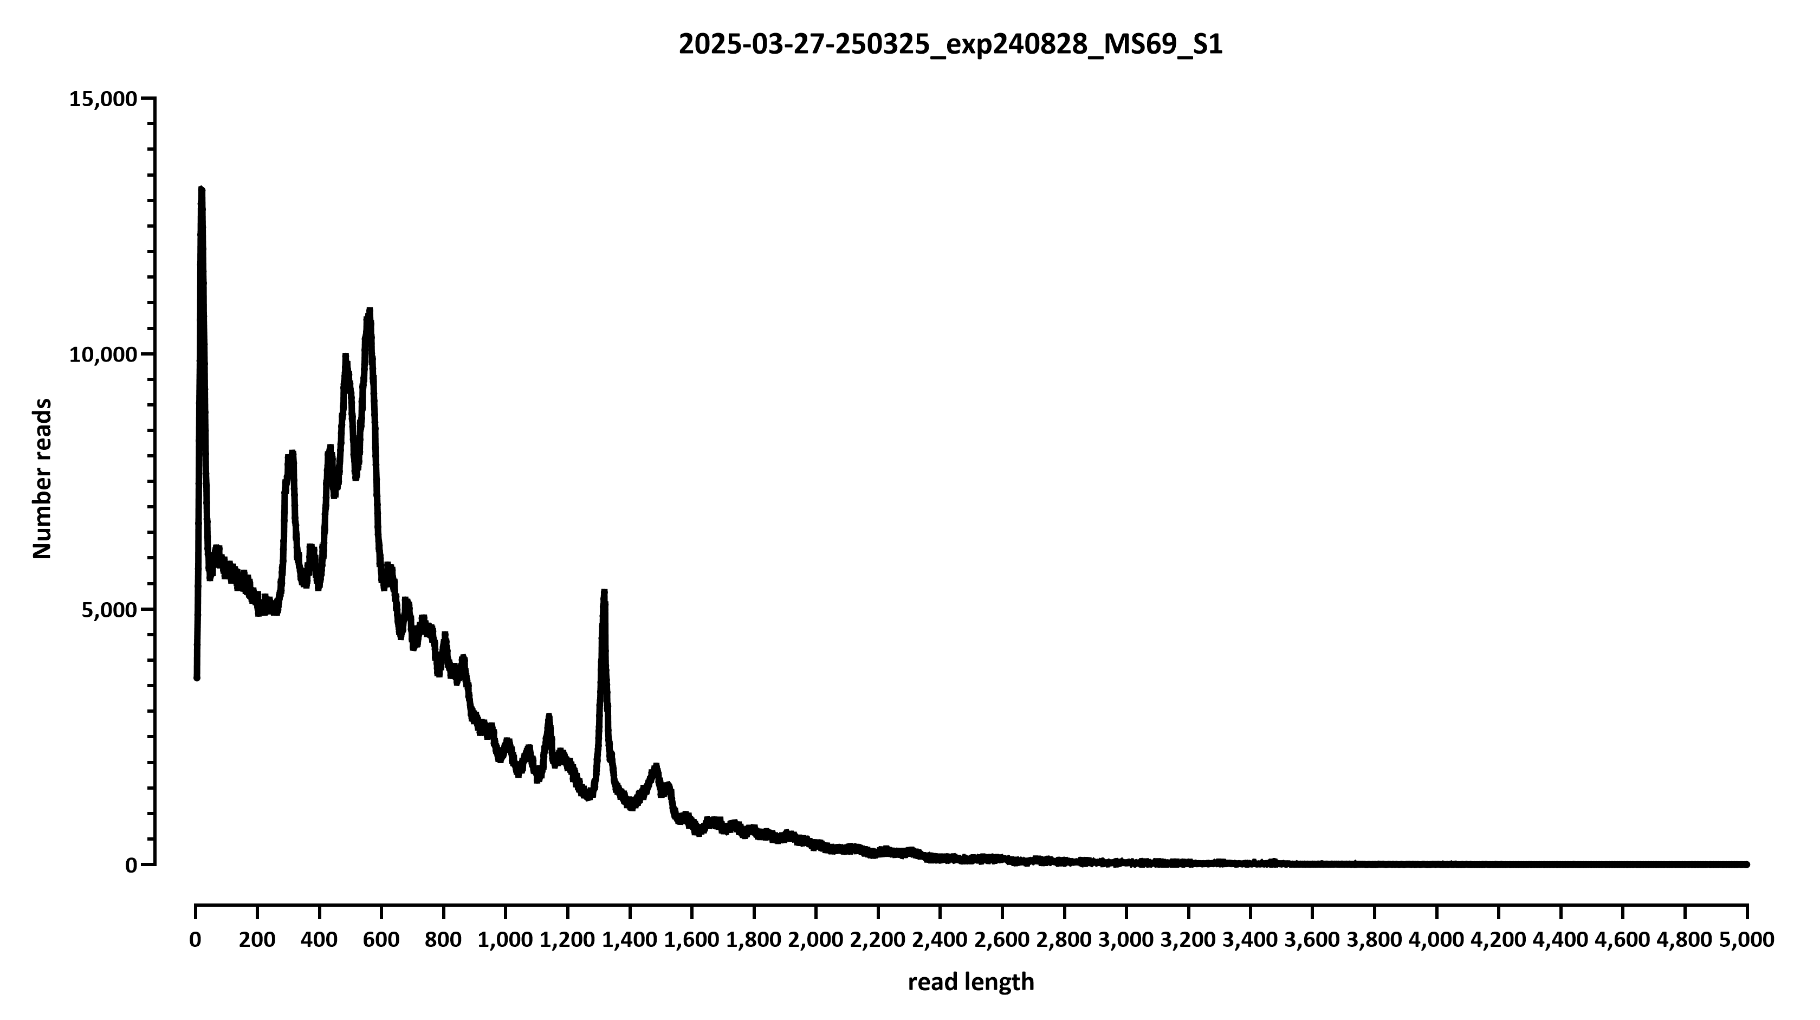 2025-03-27-250325_exp240828_MS69_S1
15,000
10,000
5,000
0
Number reads
0 200 400 600 800 1,000 1,200 1,400 1,600 1,800 2,000 2,200 2,400 2,600 2,800 3,000 3,200 3,400 3,600 3,800 4,000 4,200 4,400 4,600 4,800 5,000
read length